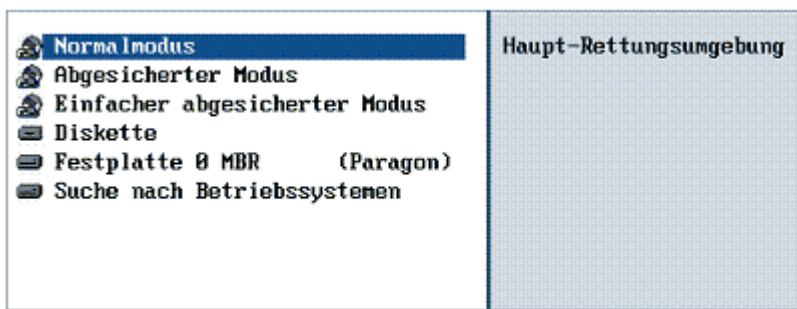 Normalmodus
Haupt-Rettungsumgebung
Abgesicherter Modus
Einfacher abgesicherter Modus
Diskette
Festplatte 0 MBR (Paragon)
Suche nach Betriebssystemen